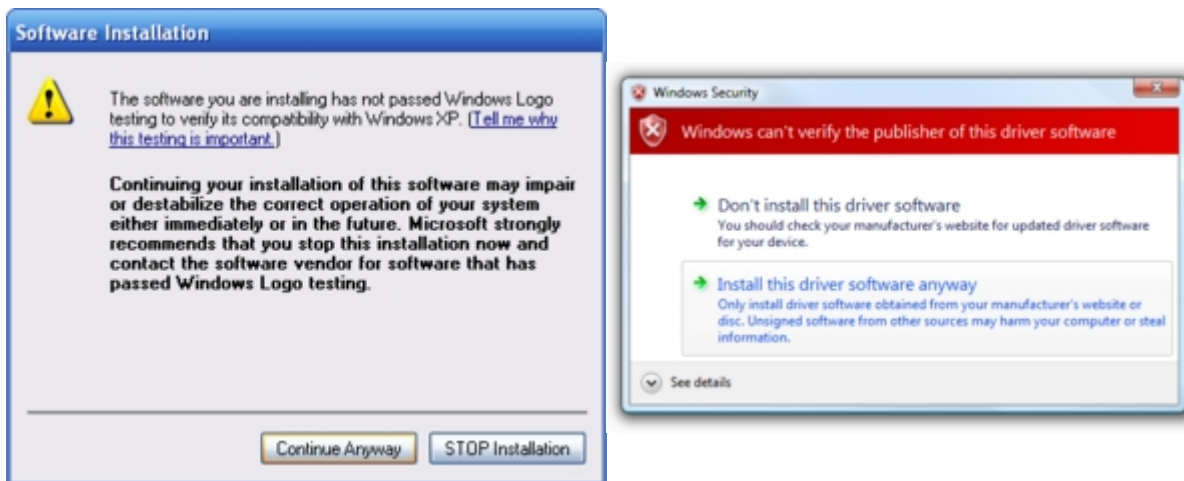 Software Installation
The software you are installing has not passed Windows Logo
testing to verify its compatibility with Windows XP. (Tell me why
this testing is important.)
Continuing your installation of this software may impair
or destabilize the correct operation of your system
either immediately or in the future. Microsoft strongly
recommends that you stop this installation now and
contact the software vendor for software that has
passed Windows Logo testing.
Continue Anyway
STOP Installation
Windows Security
Windows can't verify the publisher of this driver software
Don't install this driver software
You should check your manufacturer's website for updated driver software
for your device.
Install this driver software anyway
Only install driver software obtained from your manufacturer's website or
disc. Unsigned software from other sources may harm your computer or steal
information.
See details